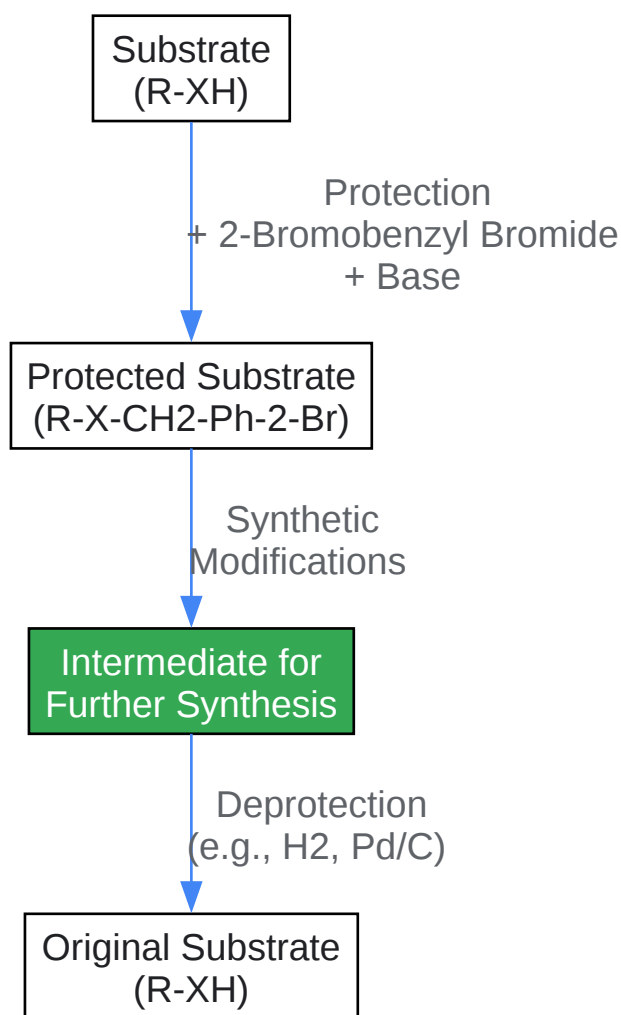 Substrate
(R-XH)
Protection
+ 2-Bromobenzyl Bromide
+ Base
Protected Substrate
(R-X-CH2-Ph-2-Br)
Synthetic
Modifications
Intermediate for
Further Synthesis
Deprotection
(e.g., H2, Pd/C)
Original Substrate
(R-XH)